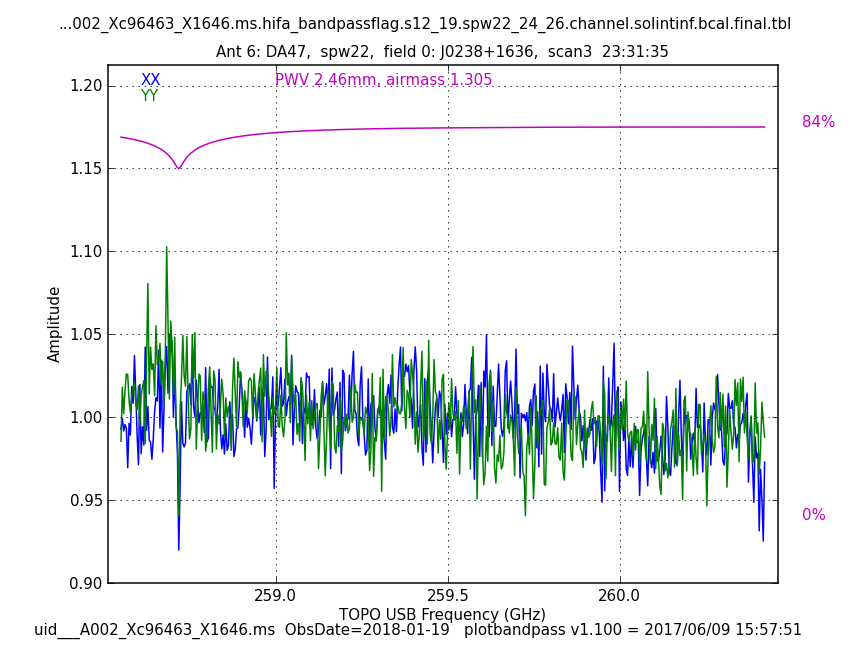 ...002_Xc96463_X1646.ms.hifa_bandpassflag.s12_19.spw22_24_26.channel.solintinf.bcal.final.tbl
Ant 6: DA47,  spw22,  field 0: J0238+1636,  scan3  23:31:35
XX
YY
PWV 2.46mm, airmass 1.305
84%
0%
1.20
1.15
1.10
1.05
1.00
0.95
0.90
Amplitude
259.0 259.5 260.0
TOPO USB Frequency (GHz)
uid___A002_Xc96463_X1646.ms  ObsDate=2018-01-19   plotbandpass v1.100 = 2017/06/09 15:57:51